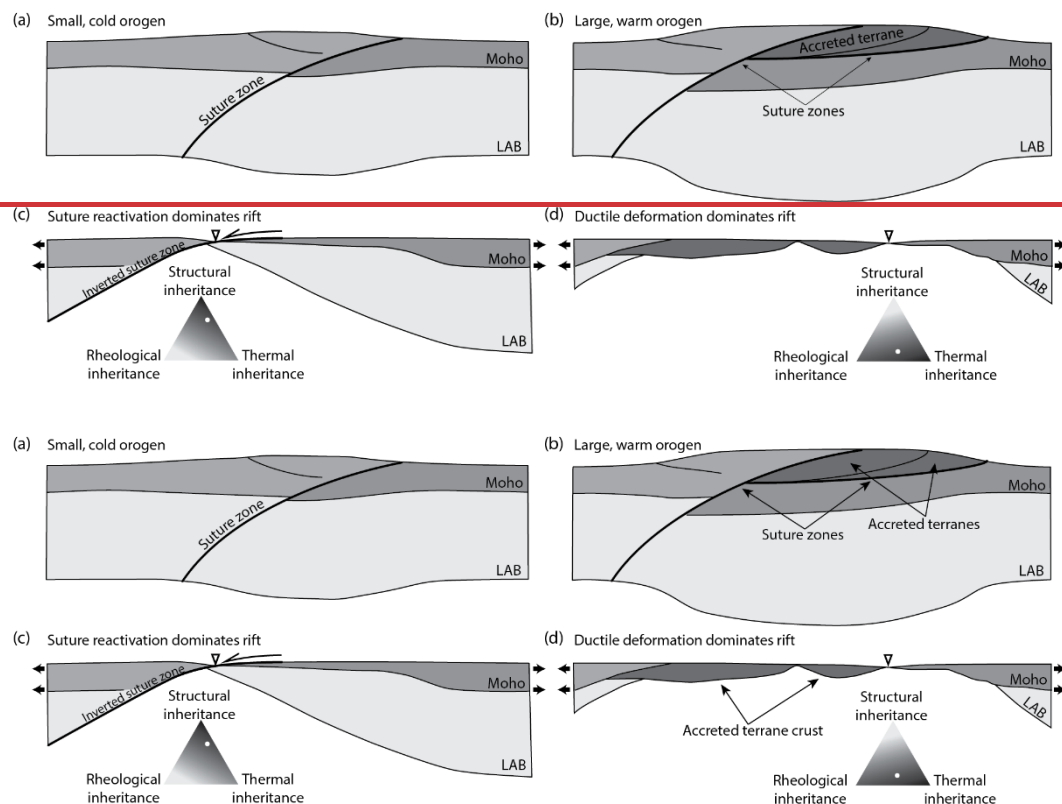 (a) Small, cold orogen
Moho
Suture zone
LAB
(b) Large, warm orogen
Accreted terrane
Moho
Suture zones
LAB
(c) Suture reactivation dominates rift
Inverted suture zone
Moho
Structural
inheritance
LAB
Rheological
inheritance
Thermal
inheritance
(d) Ductile deformation dominates rift
Moho
Structural
inheritance
LAB
Rheological
inheritance
Thermal
inheritance
(a) Small, cold orogen
Moho
Suture zone
LAB
(b) Large, warm orogen
Moho
Suture zones
Accreted terranes
LAB
(c) Suture reactivation dominates rift
Inverted suture zone
Moho
Structural
inheritance
LAB
Rheological
inheritance
Thermal
inheritance
(d) Ductile deformation dominates rift
Moho
Accreted terrane crust
Structural
inheritance
LAB
Rheological
inheritance
Thermal
inheritance